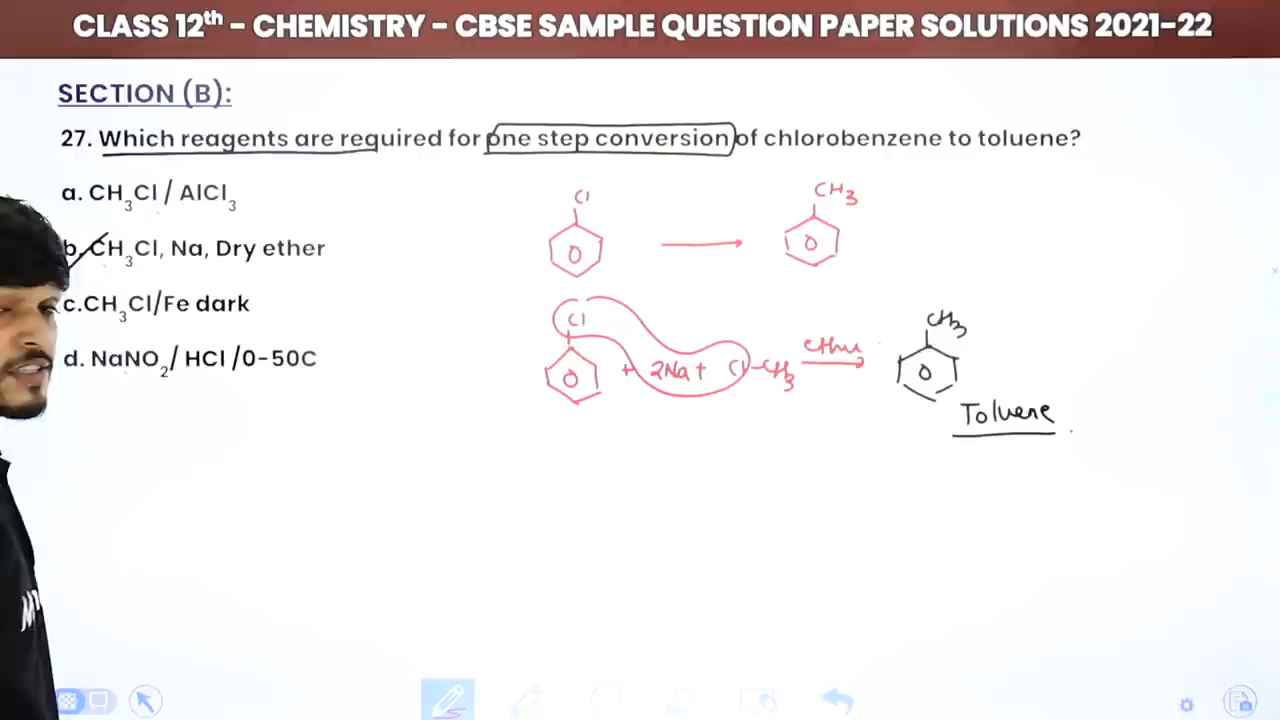 CLASS 12th - CHEMISTRY - CBSE SAMPLE QUESTION PAPER SOLUTIONS 2021-22
SECTION (B):
27. Which reagents are required for one step conversion of chlorobenzene to toluene?
a. CH3Cl / AlCl3
b. CH3Cl, Na, Dry ether
c. CH3Cl/Fe dark
d. NaNO2/ HCl /0-50C
Cl CH3
Cl CH3
+ 2Na + Cl-CH3 ether
Toluene